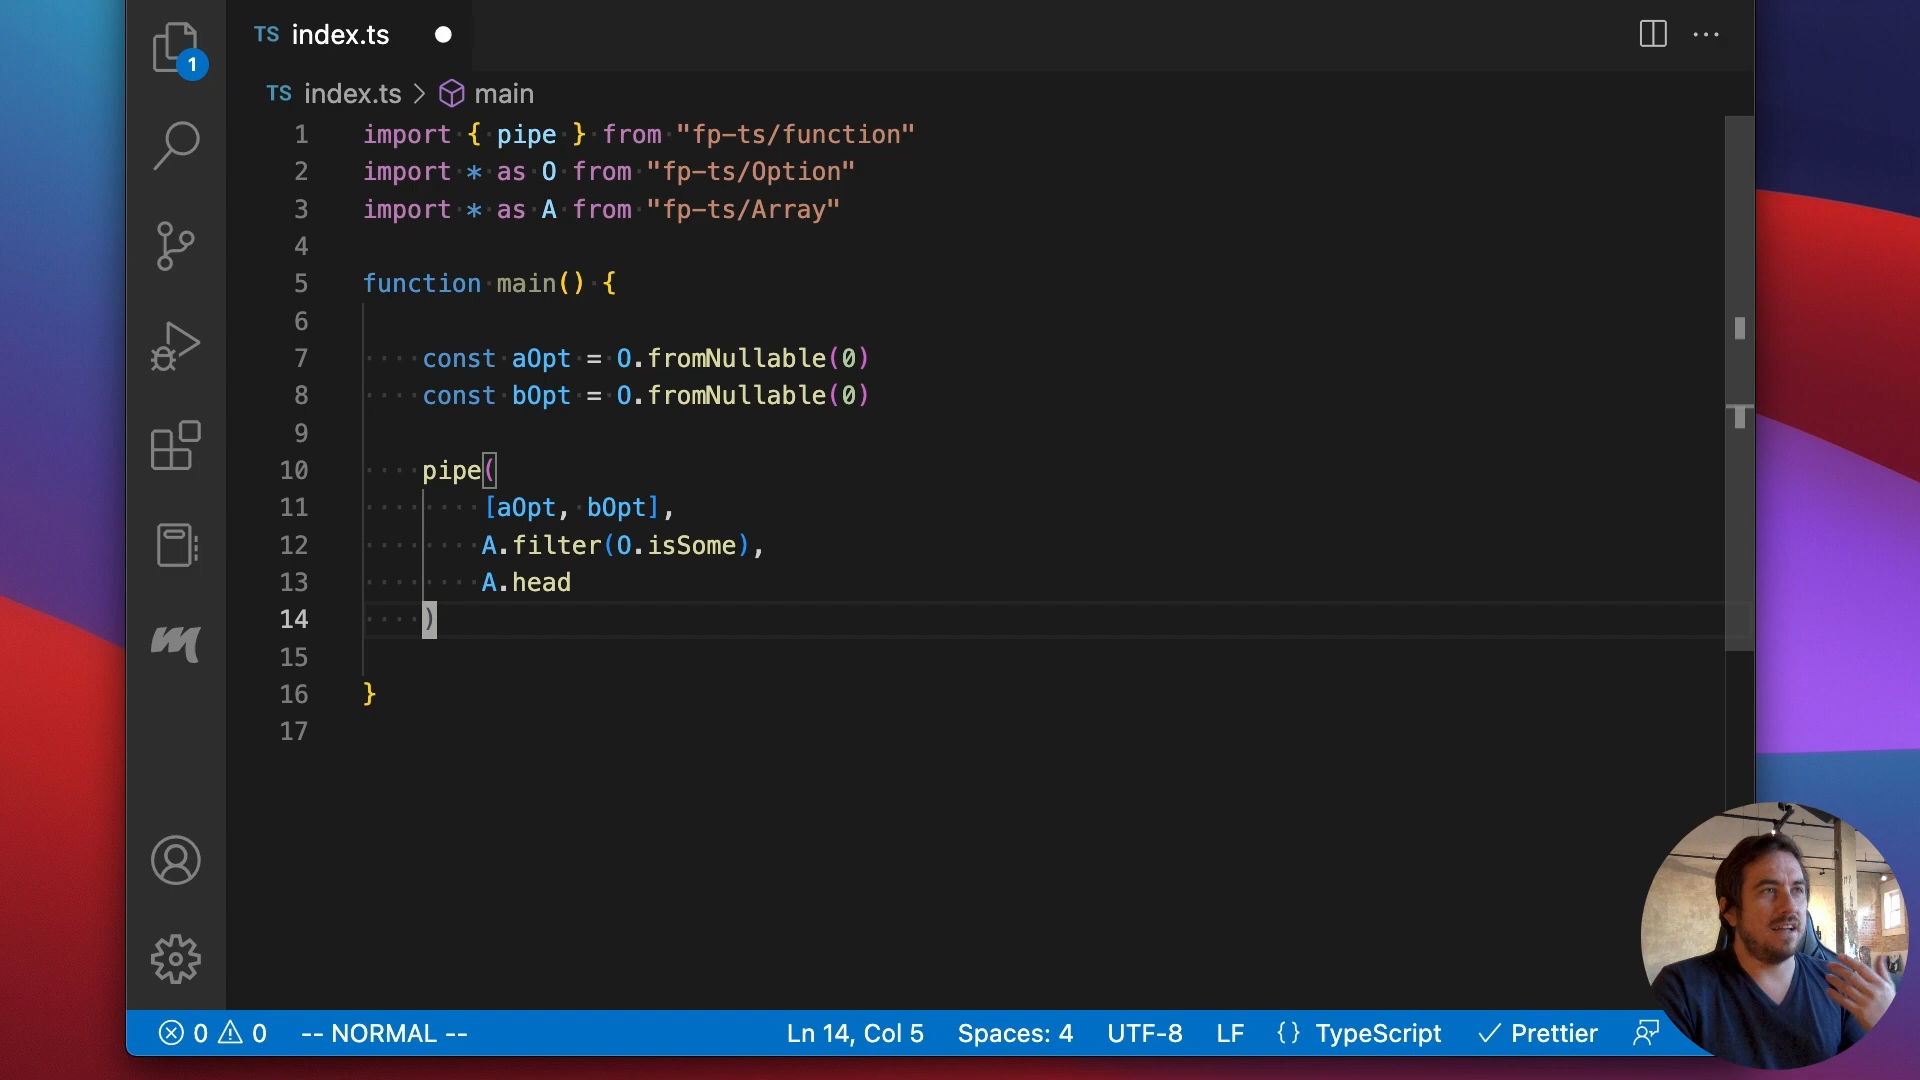 1
TS index.ts
TS index.ts > main
1 import { pipe } from "fp-ts/function"
2 import * as O from "fp-ts/Option"
3 import * as A from "fp-ts/Array"
4
5 function main() {
6
7 const aOpt = O.fromNullable(0)
8 const bOpt = O.fromNullable(0)
9
10 pipe(
11 [aOpt, bOpt],
12 A.filter(O.isSome),
13 A.head
14 )
15
16 }
17
0 0 -- NORMAL -- Ln 14, Col 5 Spaces: 4 UTF-8 LF {} TypeScript ✓ Prettier